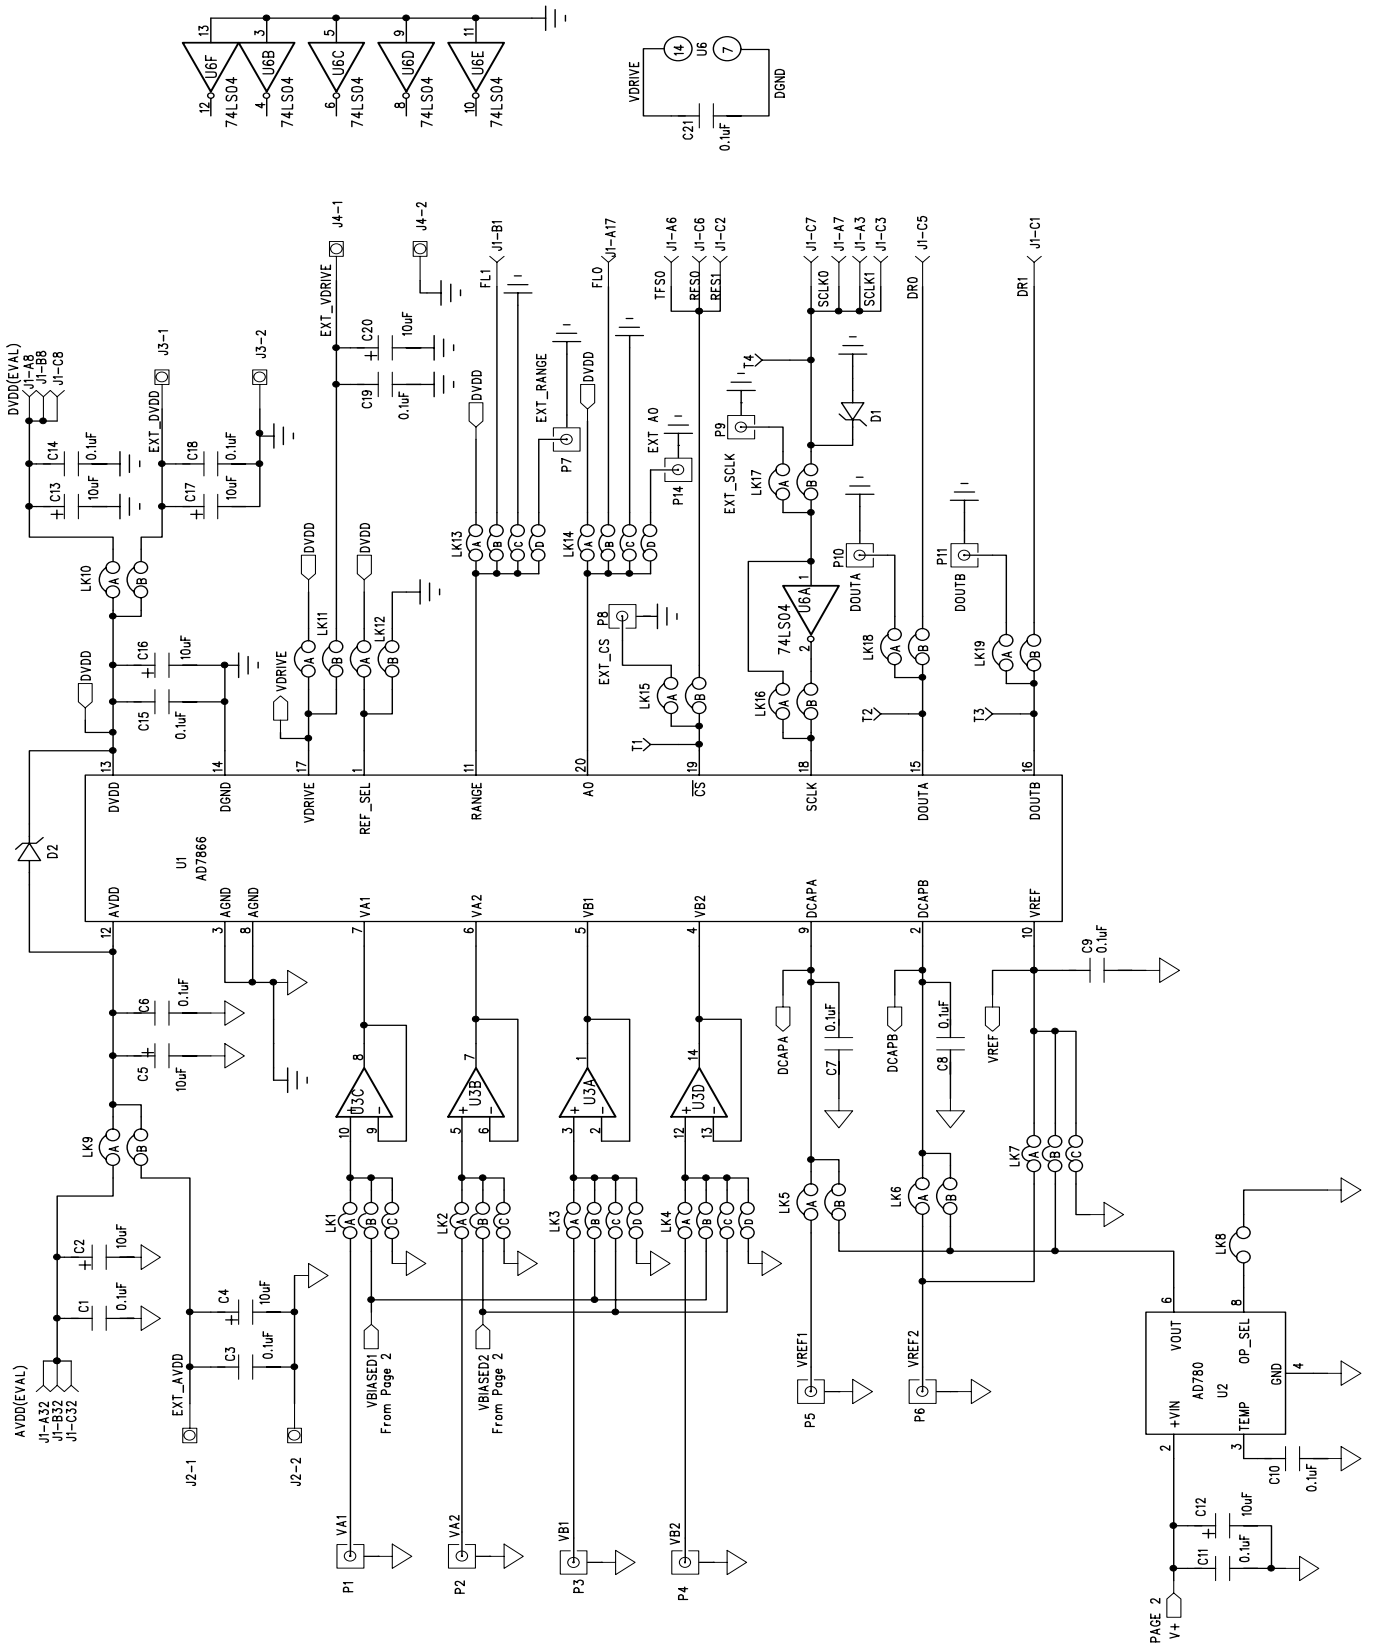 AVDD(EVAL)
J1-A32
J1-B32
J1-C32
C1
0.1uF
C2
10uF
+
LK9
A
B
EXT_AVDD
J2-1
J2-2
C3
0.1uF
C4
10uF
+
C5
10uF
+
C6
0.1uF
D2
12
AVDD
3
AGND
8
AGND
U1
AD7866
P1
VA1
LK1
A
B
C
10
9
+
-
U3C
8
7
VA1
VBIASED1
From Page 2
P2
VA2
LK2
A
B
C
5
6
+
-
U3B
7
6
VA2
VBIASED2
From Page 2
P3
VB1
LK3
A
B
C
D
3
2
+
-
U3A
1
5
VB1
P4
VB2
LK4
A
B
C
D
12
13
+
-
U3D
14
4
VB2
P5
VREF1
LK5
A
B
DCAPA
C7
0.1uF
9
DCAPA
P6
VREF2
LK6
A
B
DCAPB
C8
0.1uF
2
DCAPB
LK7
A
B
C
VREF
10
VREF
C9
0.1uF
PAGE 2
V+
C11
0.1uF
C12
10uF
+
2
+VIN
VOUT
6
AD780
U2
3
TEMP
OP_SEL
8
GND
4
C10
0.1uF
LK8
DVDD
13
DVDD
C15
0.1uF
C16
10uF
+
14
DGND
LK10
A
B
DVDD(EVAL)
J1-A8
J1-B8
J1-C8
C13
10uF
+
C14
0.1uF
EXT_DVDD
J3-1
C17
10uF
+
C18
0.1uF
J3-2
VDRIVE
17
VDRIVE
LK11
A
B
DVDD
EXT_VDRIVE
J4-1
J4-2
C19
0.1uF
C20
10uF
+
1
REF_SEL
LK12
A
B
DVDD
11
RANGE
LK13
A
B
C
D
DVDD
FL1
J1-B1
EXT_RANGE
P7
20
A0
LK14
A
B
C
D
DVDD
FL0
J1-A17
EXT A0
P14
19
CS
T1
LK15
A
B
EXT_CS
P8
TFS0
J1-A6
RFS0
J1-C6
RFS1
J1-C2
18
SCLK
LK16
A
B
2
74LS04
U6A
1
LK17
A
B
EXT_SCLK
P9
T4
D1
J1-C7
SCLK0
J1-A7
J1-A3
SCLK1
J1-C3
15
DOUTA
T2
LK18
A
B
DOUTA
P10
DR0
J1-C5
16
DOUTB
T3
LK19
A
B
DOUTB
P11
DR1
J1-C1
12
U6F
13
74LS04
4
U6B
3
74LS04
6
U6C
5
74LS04
8
U6D
9
74LS04
10
U6E
11
74LS04
VDRIVE
14
U6
7
DGND
C21
0.1uF